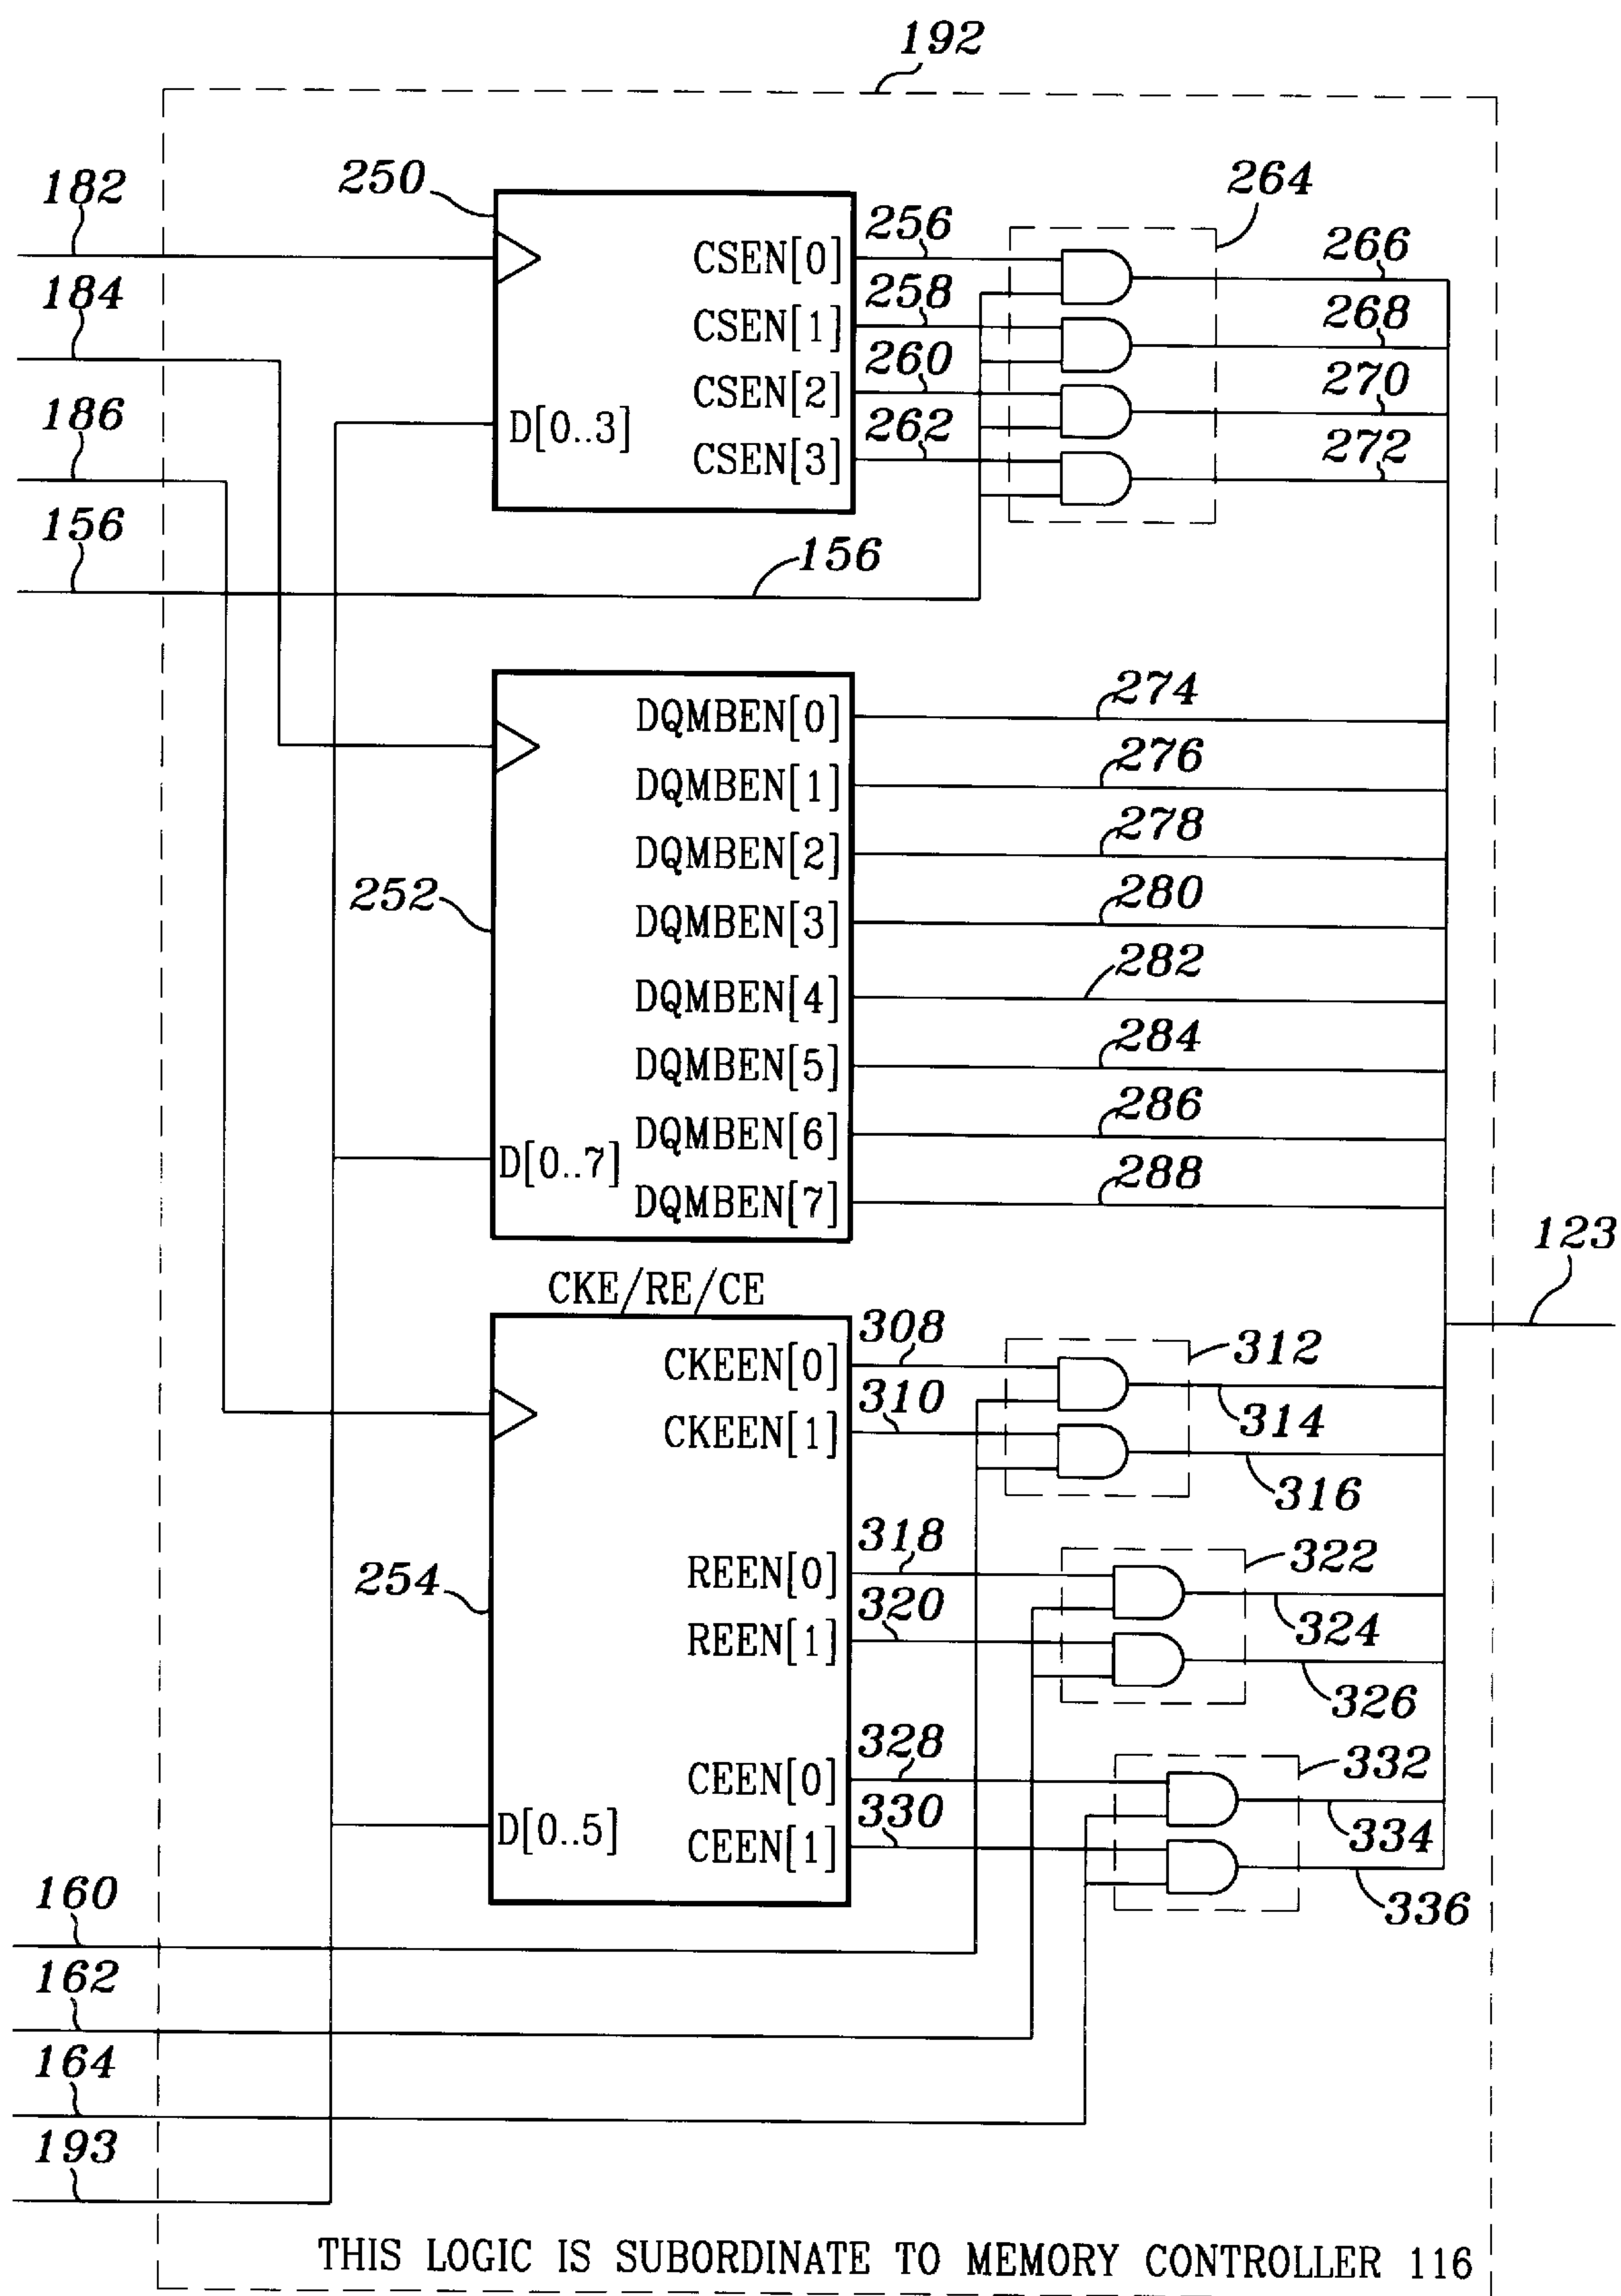 192
182
250
264
256
CSEN[0]
266
184
258
CSEN[1]
268
260
CSEN[2]
270
186
D[0..3]
262
CSEN[3]
272
156
156
DQMBEN[0]
274
DQMBEN[1]
276
DQMBEN[2]
278
252
DQMBEN[3]
280
DQMBEN[4]
282
DQMBEN[5]
284
DQMBEN[6]
286
D[0..7]
DQMBEN[7]
288
123
CKE/RE/CE
308
CKEEN[0]
312
314
310
CKEEN[1]
316
318
322
254
REEN[0]
324
320
REEN[1]
326
328
332
CEEN[0]
334
D[0..5]
330
CEEN[1]
336
160
162
164
193
THIS LOGIC IS SUBORDINATE TO MEMORY CONTROLLER 116